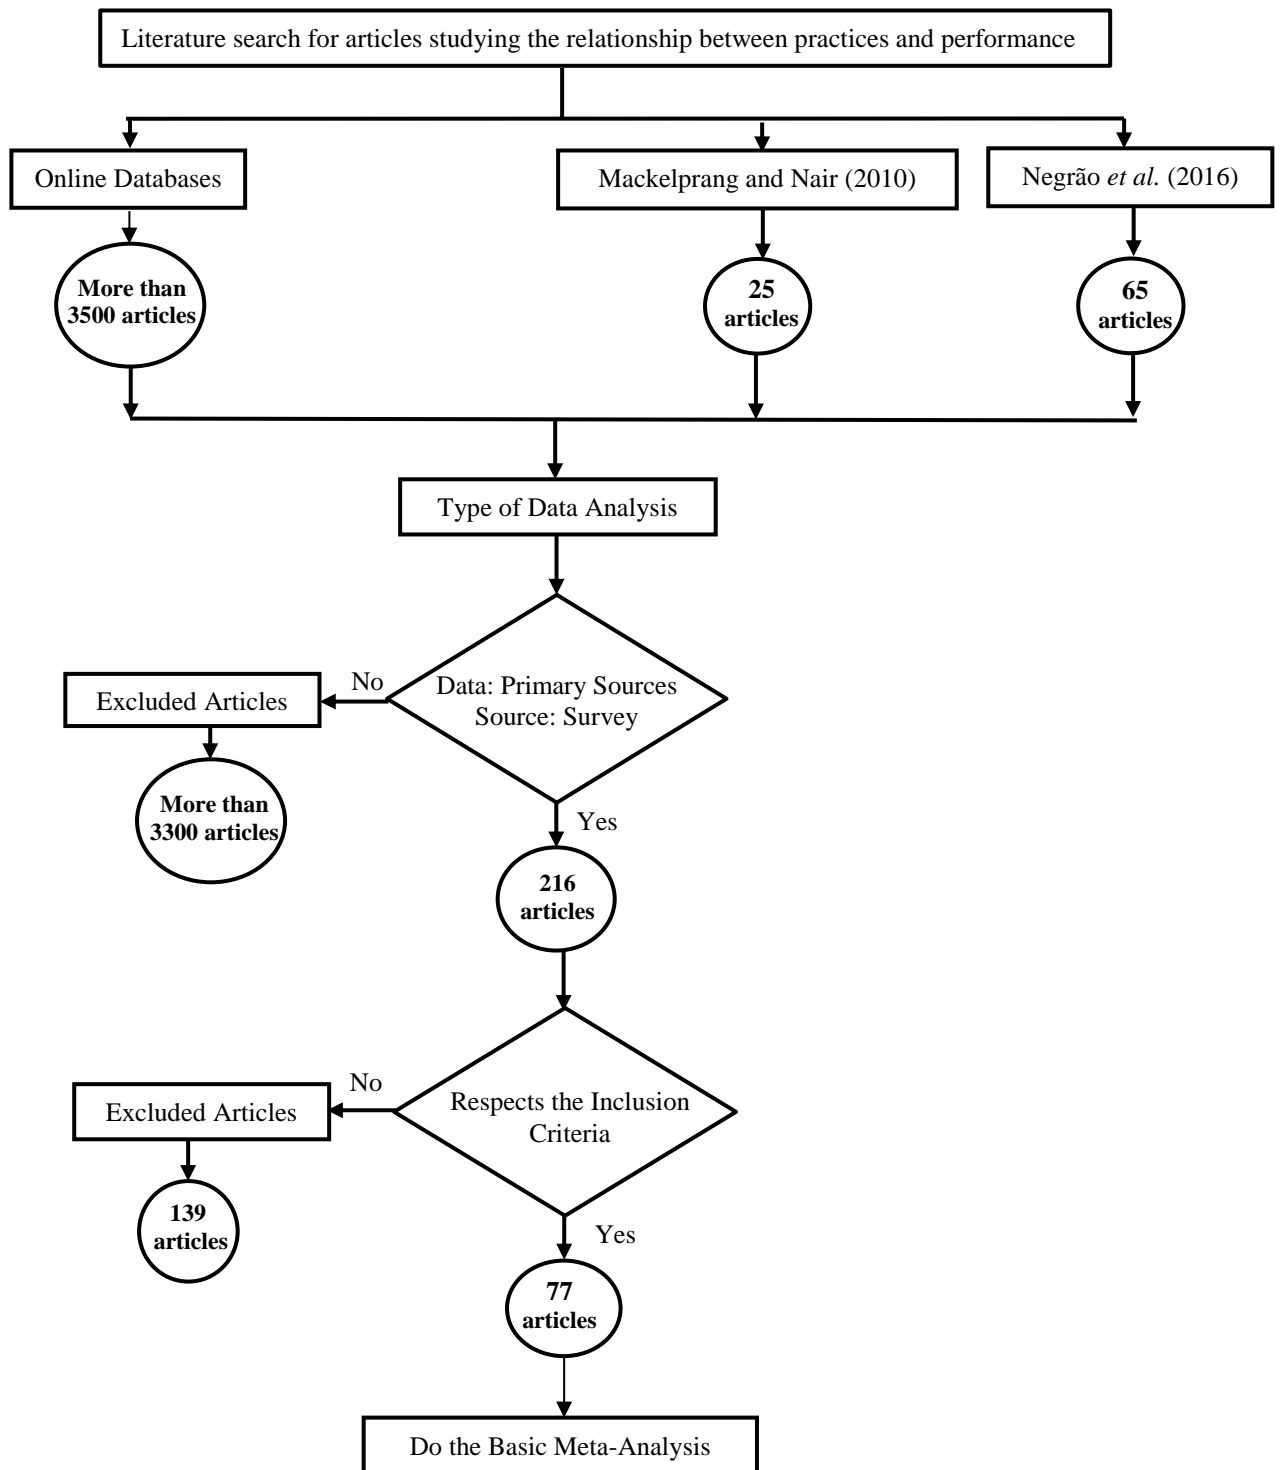 Literature search for articles studying the relationship between practices and performance
Online Databases
Mackelprang and Nair (2010)
Negrão et al. (2016)
More than
3500 articles
25
articles
65
articles
Type of Data Analysis
Data: Primary Sources
Source: Survey
No
Excluded Articles
More than
3300 articles
Yes
216
articles
Respects the Inclusion
Criteria
No
Excluded Articles
139
articles
Yes
77
articles
Do the Basic Meta-Analysis